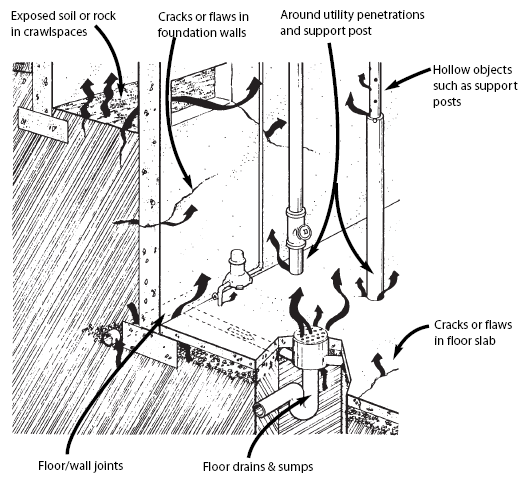 Exposed soil or rock
in crawlspaces
Cracks or flaws in
foundation walls
Around utility penetrations
and support post
Hollow objects
such as support
posts
Cracks or flaws
in floor slab
Floor/wall joints
Floor drains & sumps